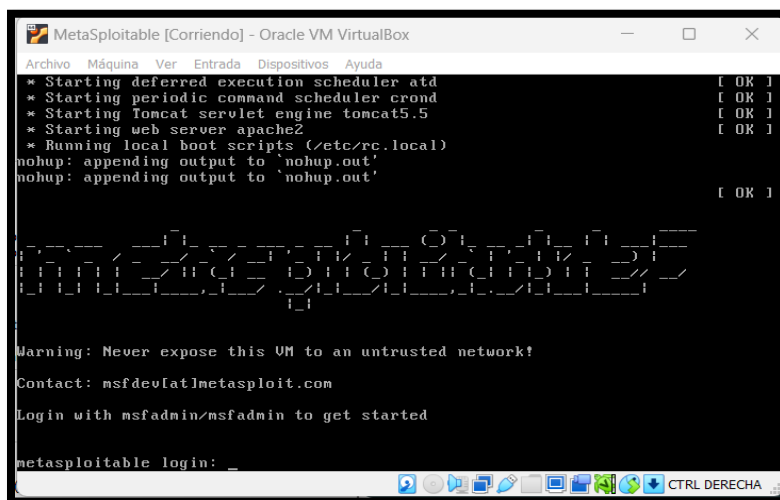 MetaSploitable [Corriendo] - Oracle VM VirtualBox
Archivo Máquina Ver Entrada Dispositivos Ayuda
* Starting deferred execution scheduler atd [ OK ]
* Starting periodic command scheduler crond [ OK ]
* Starting Tomcat servlet engine tomcat5.5 [ OK ]
* Starting web server apache2 [ OK ]
* Running local boot scripts (/etc/rc.local)
nohup: appending output to `nohup.out'
nohup: appending output to `nohup.out'
[ OK ]
metasploitable2
Warning: Never expose this VM to an untrusted network!
Contact: msfdev[at]metasploit.com
Login with msfadmin/msfadmin to get started
metasploitable login: _
CTRL DERECHA